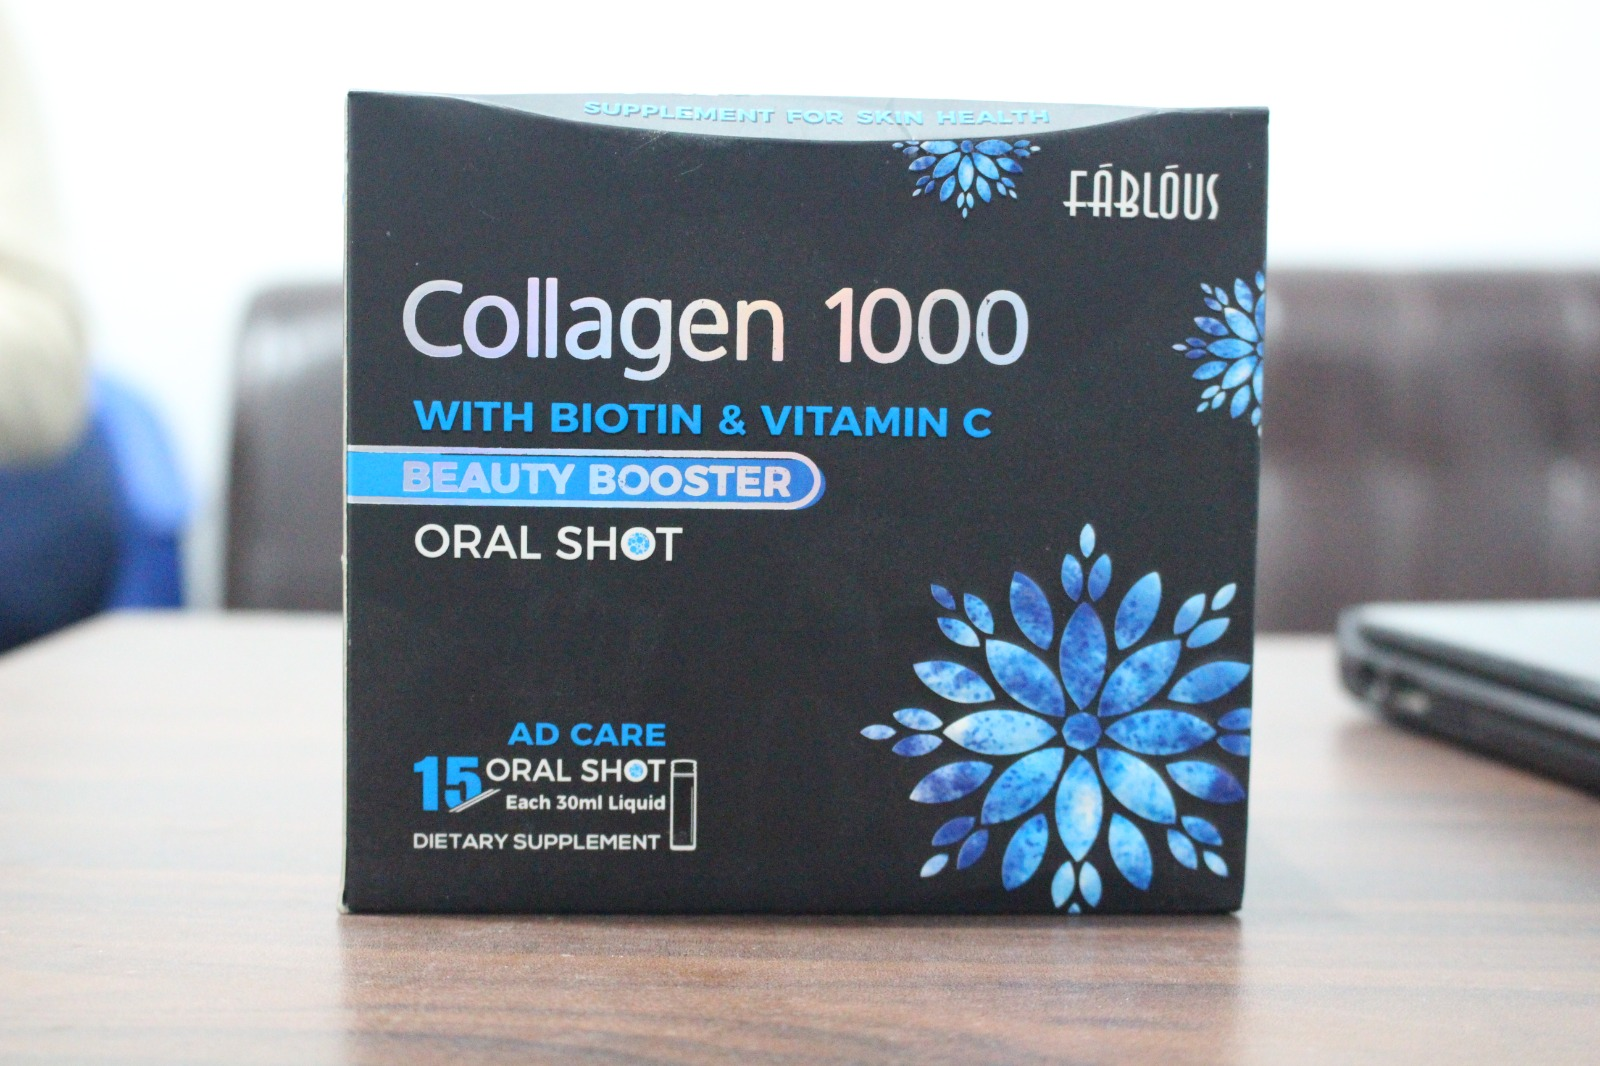 SUPPLEMENT FOR SKIN HEALTH
FÁBLÓUS
Collagen 1000
WITH BIOTIN & VITAMIN C
BEAUTY BOOSTER
ORAL SHOT
AD CARE
15 ORAL SHOT
Each 30ml Liquid
DIETARY SUPPLEMENT